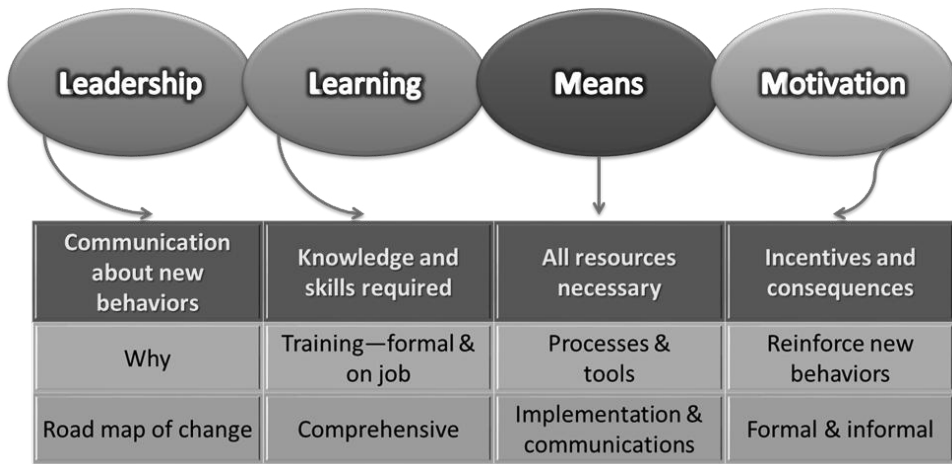 Leadership
Learning
Means
Motivation
Communication
about new
behaviors
Knowledge and
skills required
All resources
necessary
Incentives and
consequences
Why
Training—formal &
on job
Processes &
tools
Reinforce new
behaviors
Road map of change
Comprehensive
Implementation &
communications
Formal & informal